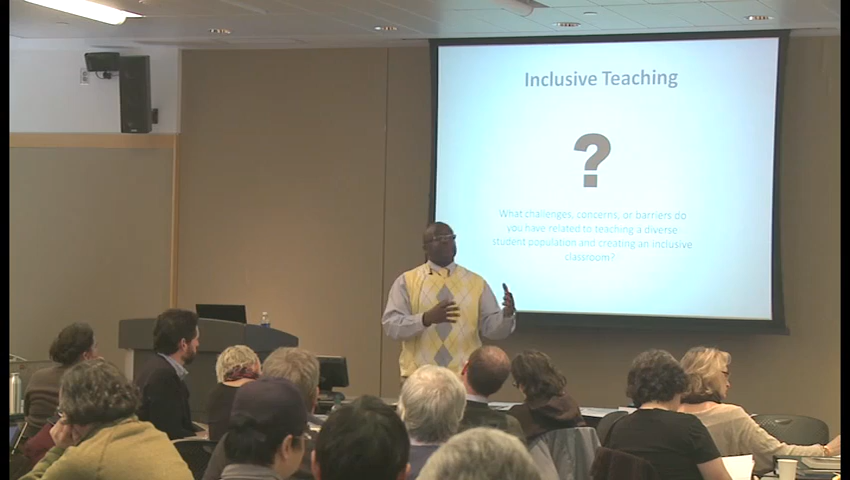 Inclusive Teaching
?
What challenges, concerns, or barriers do
you have related to teaching a diverse
student population and creating an inclusive
classroom?